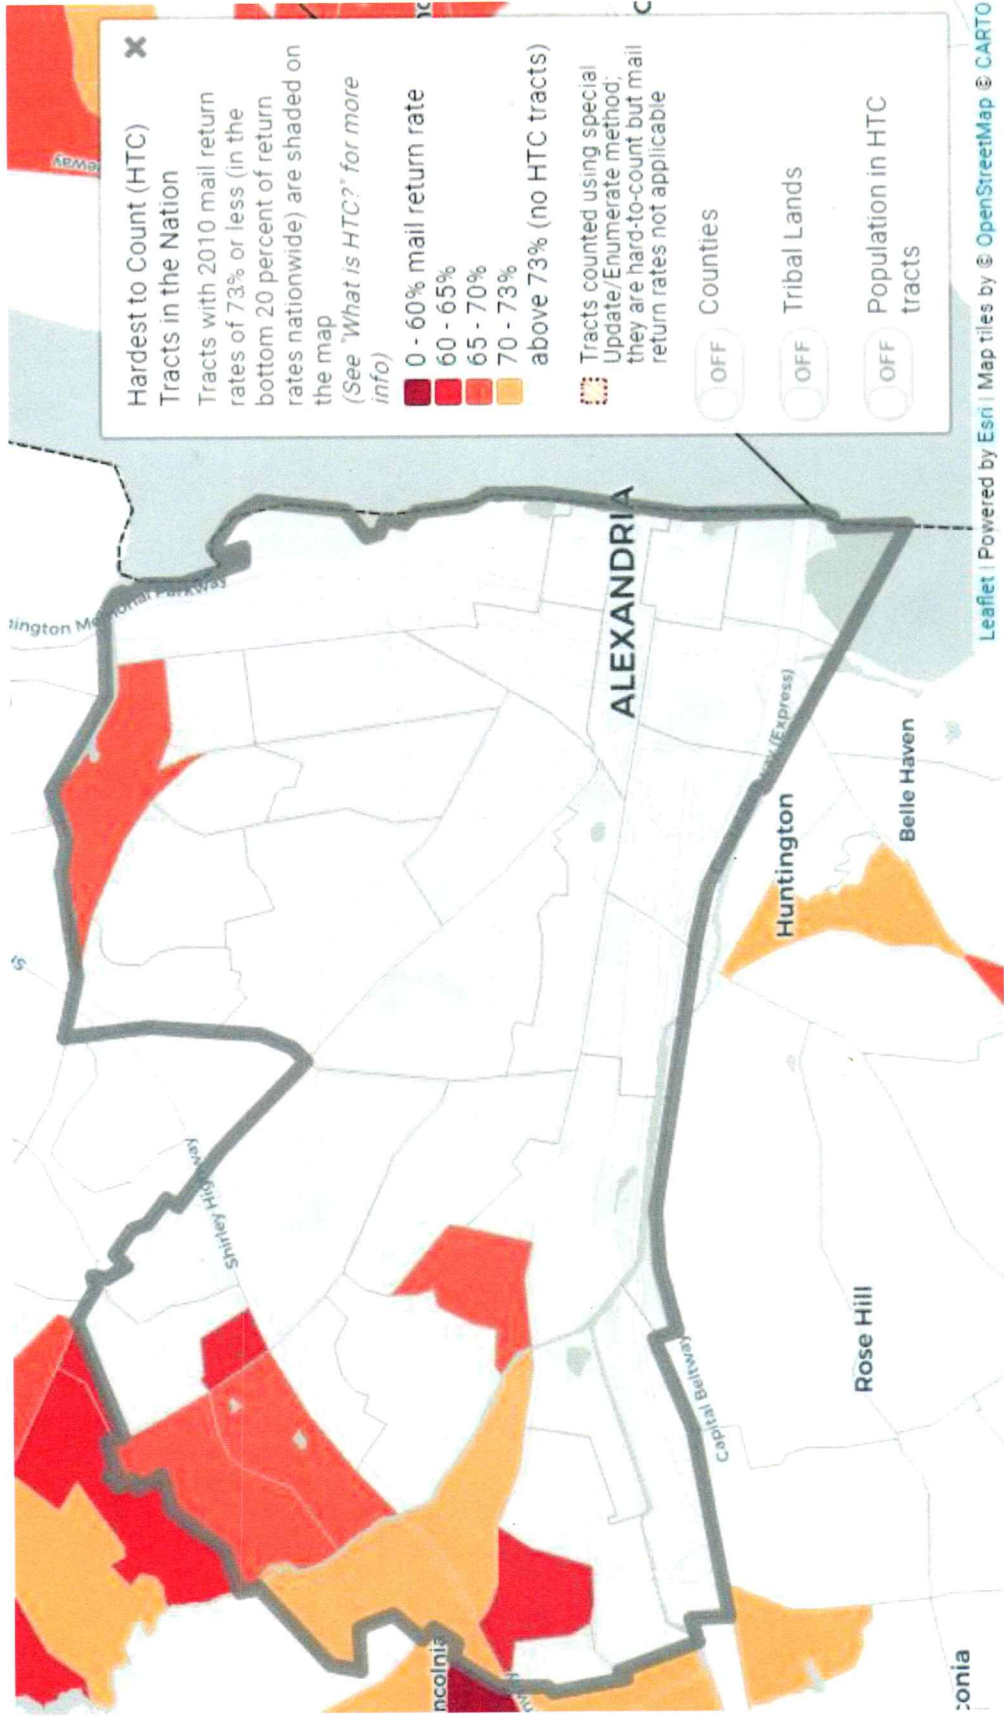 Hardest to Count (HTC)
Tracts in the Nation
Tracts with 2010 mail return
rates of 73% or less (in the
bottom 20 percent of return
rates nationwide) are shaded on
the map
(See "What is HTC?" for more
info)
0 - 60% mail return rate
60 - 65%
65 - 70%
70 - 73%
above 73% (no HTC tracts)
Tracts counted using special
Update/Enumerate method;
they are hard-to-count but mail
return rates not applicable
OFF Counties
OFF Tribal Lands
OFF Population in HTC
tracts
ington Memorial Parkway
Shirley Highway
ALEXANDRIA
(Express)
Huntington
Belle Haven
Capital Beltway
Rose Hill
ncolnia
conia
Leaflet | Powered by Esri | Map tiles by © OpenStreetMap © CARTO